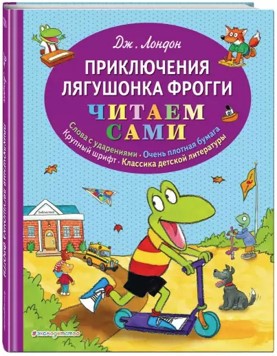 Дж. Лондон
ПРИКЛЮЧЕНИЯ
ЛЯГУШОНКА ФРОГГИ
ЧИТАЕМ
САМИ
Слова с ударениями • Очень плотная бумага
Крупный шрифт • Классика детской литературы